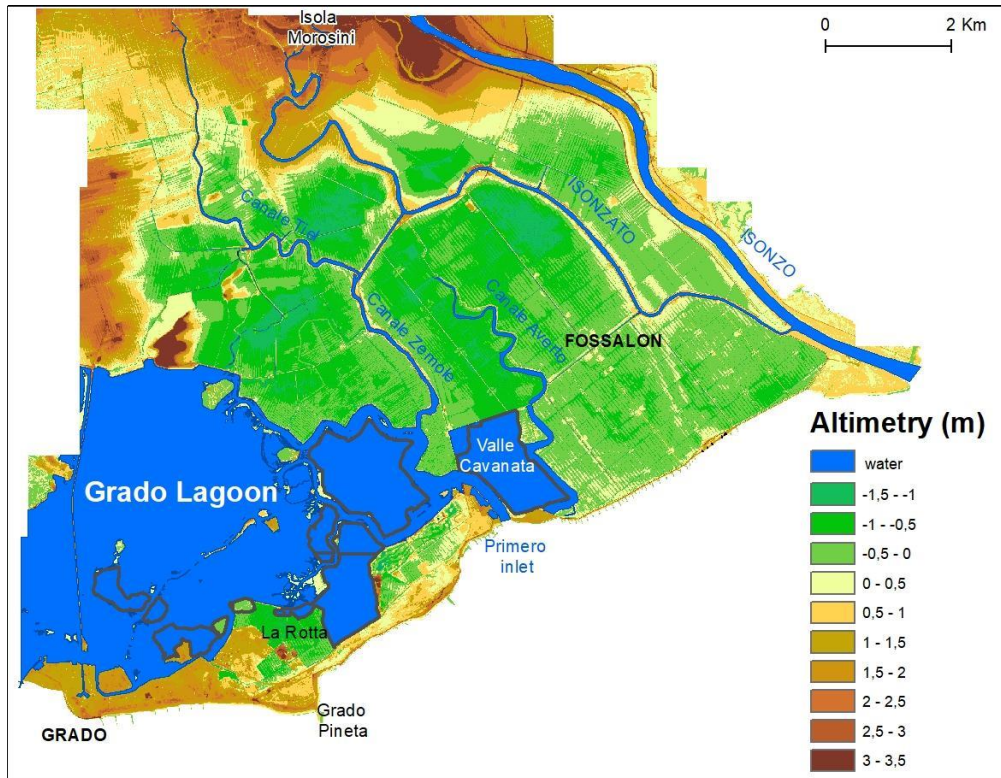 Isola
Morosini
0 2 Km
Canale Tiel
ISONZATO
ISONZO
Canale Zemole
Canale Averto
FOSSALON
Valle
Cavanata
Grado Lagoon
Primero
inlet
La Rotta
Grado
Pineta
GRADO
Altimetry (m)
water
-1,5 - -1
-1 - -0,5
-0,5 - 0
0 - 0,5
0,5 - 1
1 - 1,5
1,5 - 2
2 - 2,5
2,5 - 3
3 - 3,5